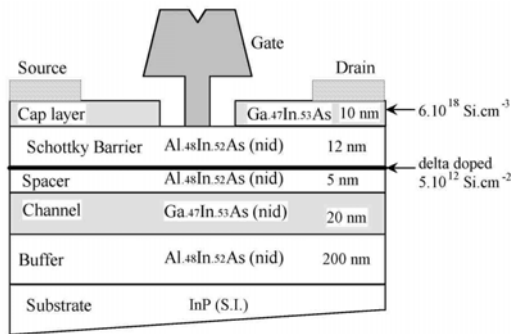 Gate
Source Drain
Cap layer Ga.47In.53As 10 nm 6.10¹⁸ Si.cm⁻³
Schottky Barrier Al.48In.52As (nid) 12 nm
delta doped
Spacer Al.48In.52As (nid) 5 nm 5.10¹² Si.cm⁻²
Channel Ga.47In.53As (nid) 20 nm
Buffer Al.48In.52As (nid) 200 nm
Substrate InP (S.I.)